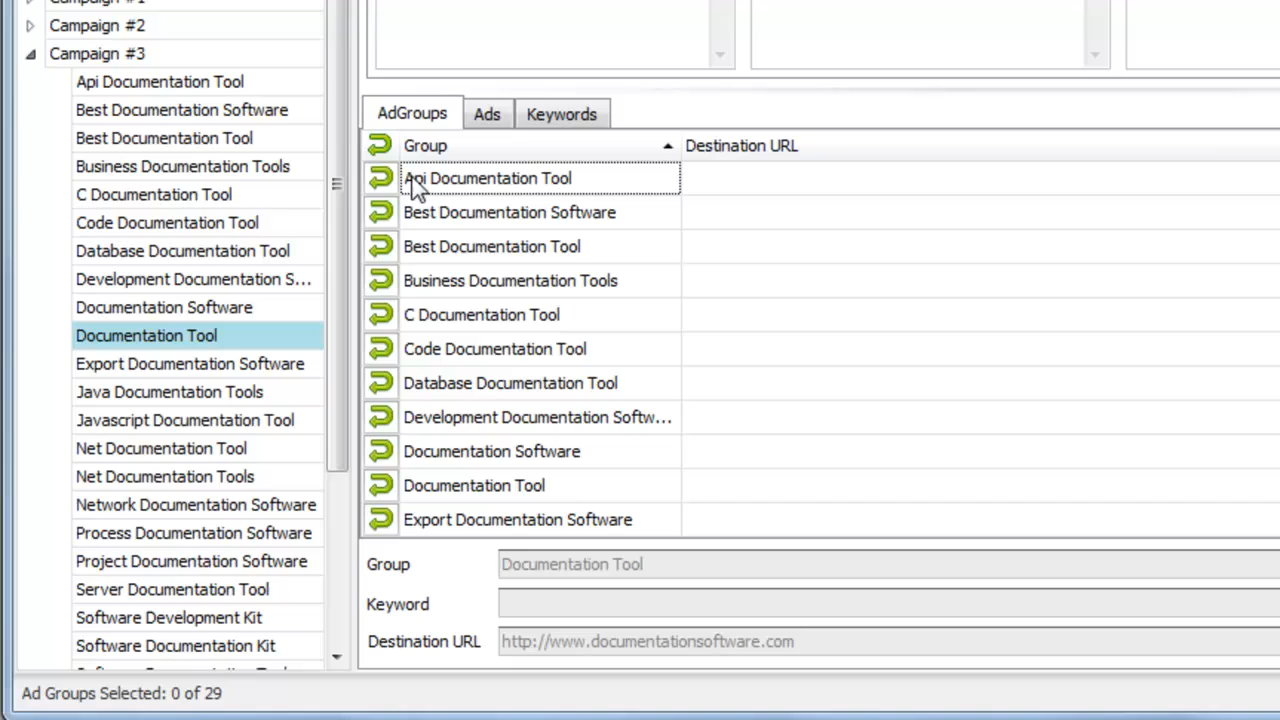 Campaign #1
Campaign #2
Campaign #3
Api Documentation Tool
Best Documentation Software
Best Documentation Tool
Business Documentation Tools
C Documentation Tool
Code Documentation Tool
Database Documentation Tool
Development Documentation S...
Documentation Software
Documentation Tool
Export Documentation Software
Java Documentation Tools
Javascript Documentation Tool
Net Documentation Tool
Net Documentation Tools
Network Documentation Software
Process Documentation Software
Project Documentation Software
Server Documentation Tool
Software Development Kit
Software Documentation Kit
AdGroups Ads Keywords
Group Destination URL
Api Documentation Tool
Best Documentation Software
Best Documentation Tool
Business Documentation Tools
C Documentation Tool
Code Documentation Tool
Database Documentation Tool
Development Documentation Softw...
Documentation Software
Documentation Tool
Export Documentation Software
Group Documentation Tool
Keyword
Destination URL http://www.documentationsoftware.com
Ad Groups Selected: 0 of 29